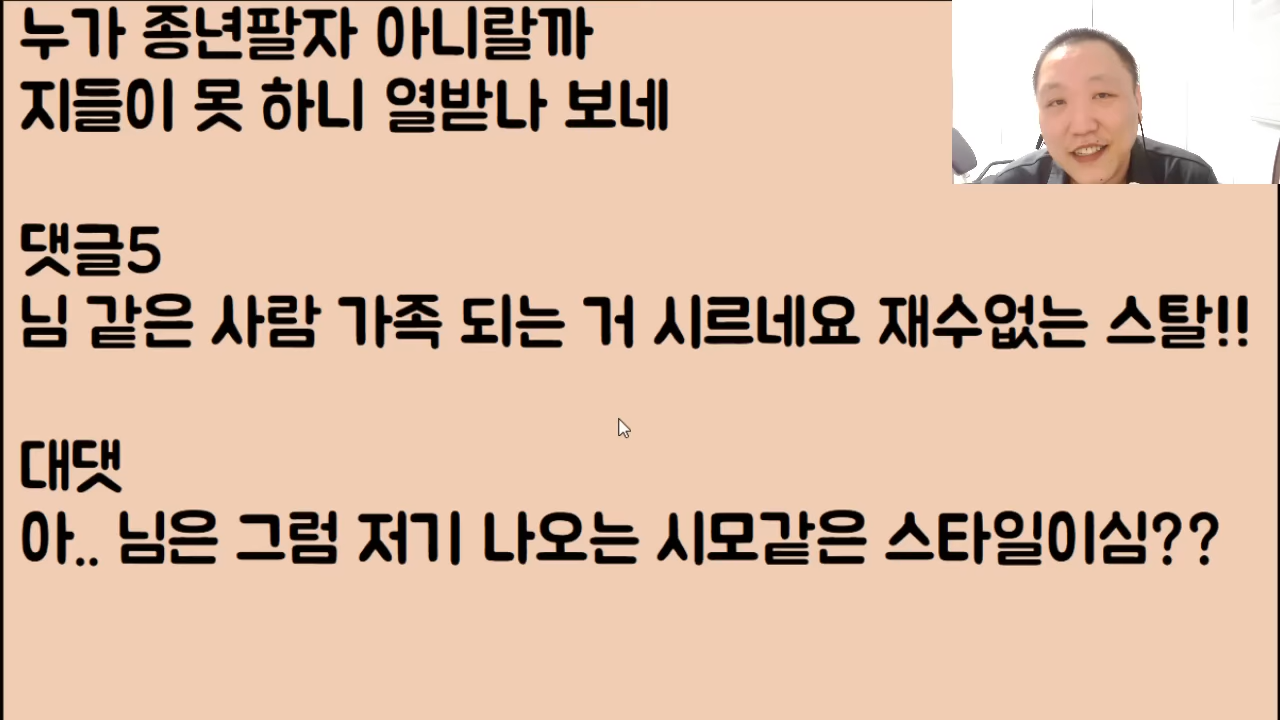 누가 종년팔자 아니랄까
지들이 못 하니 열받나 보네
댓글5
님 같은 사람 가족 되는 거 시르네요 재수없는 스탈!!
대댓
아.. 님은 그럼 저기 나오는 시모같은 스타일이심??